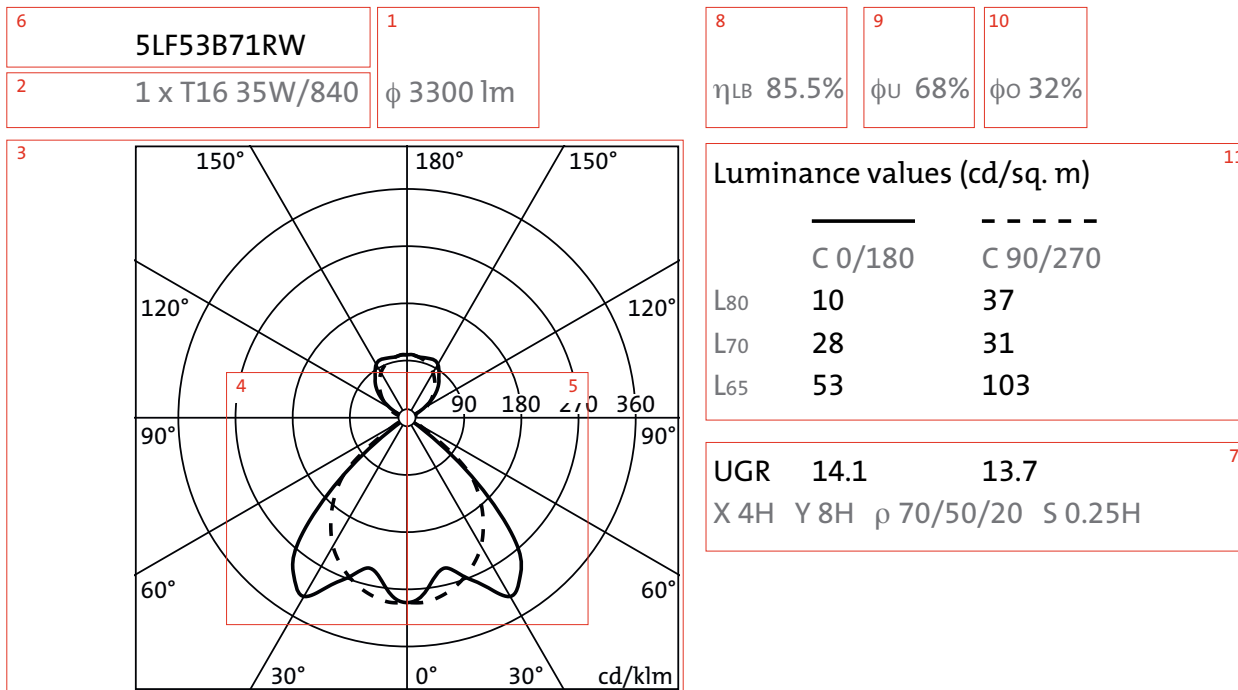 6
5LF53B71RW
2
1 x T16 35W/840
1
ϕ 3300 lm
8
ηLB 85.5%
9
ϕU 68%
10
ϕO 32%
3
150° 180° 150°
120° 120°
4 5
90 180 270 360
90° 90°
60° 60°
30° 0° 30° cd/klm
11
Luminance values (cd/sq. m)
C 0/180 C 90/270
L80 10 37
L70 28 31
L65 53 103
7
UGR 14.1 13.7
X 4H Y 8H ρ 70/50/20 S 0.25H